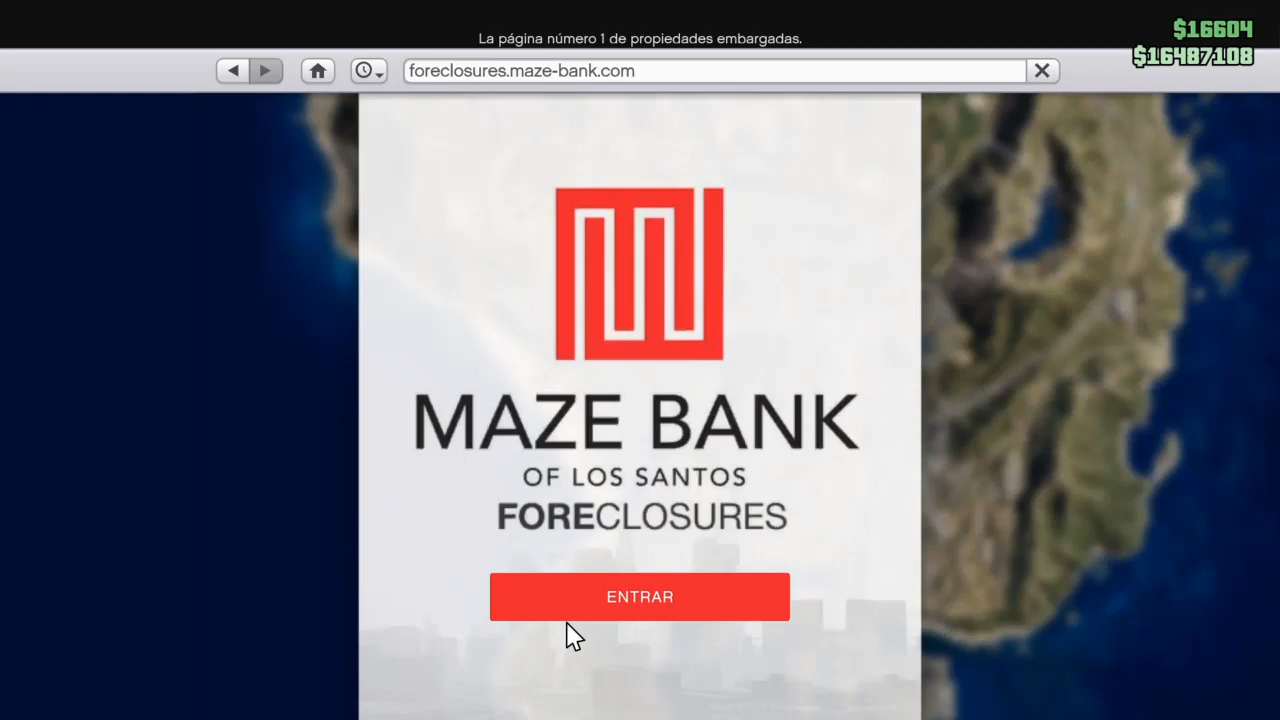 La página número 1 de propiedades embargadas.
$16604
$16487108
foreclosures.maze-bank.com
MAZE BANK
OF LOS SANTOS
FORECLOSURES
ENTRAR